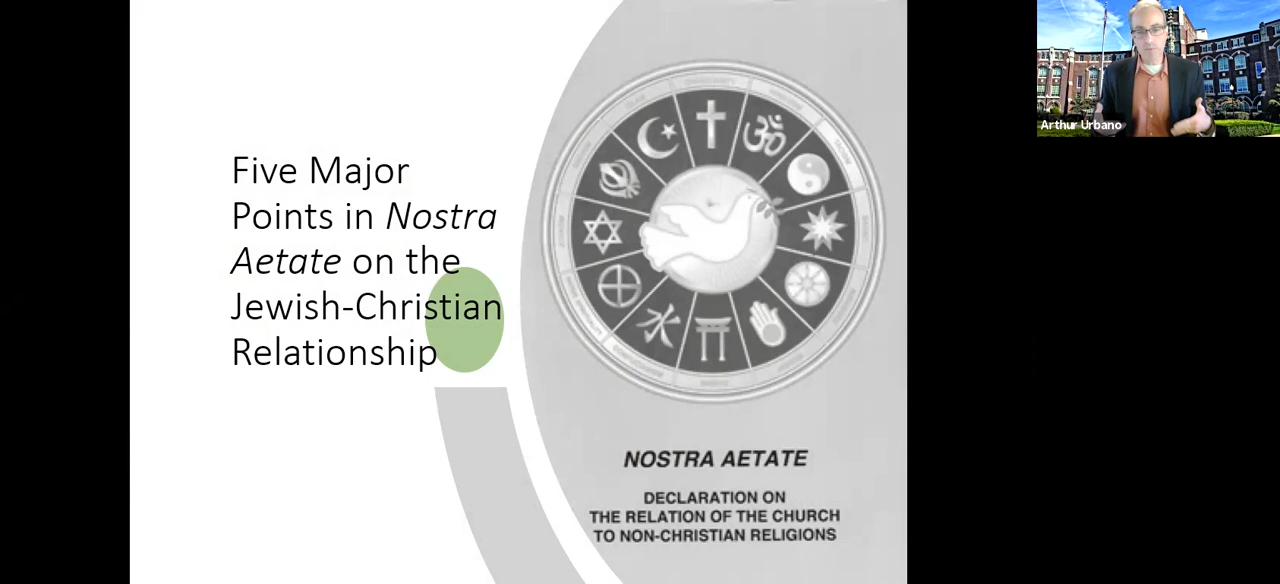 Five Major
Points in Nostra
Aetate on the
Jewish-Christian
Relationship
NOSTRA AETATE
DECLARATION ON
THE RELATION OF THE CHURCH
TO NON-CHRISTIAN RELIGIONS
Arthur Urbano